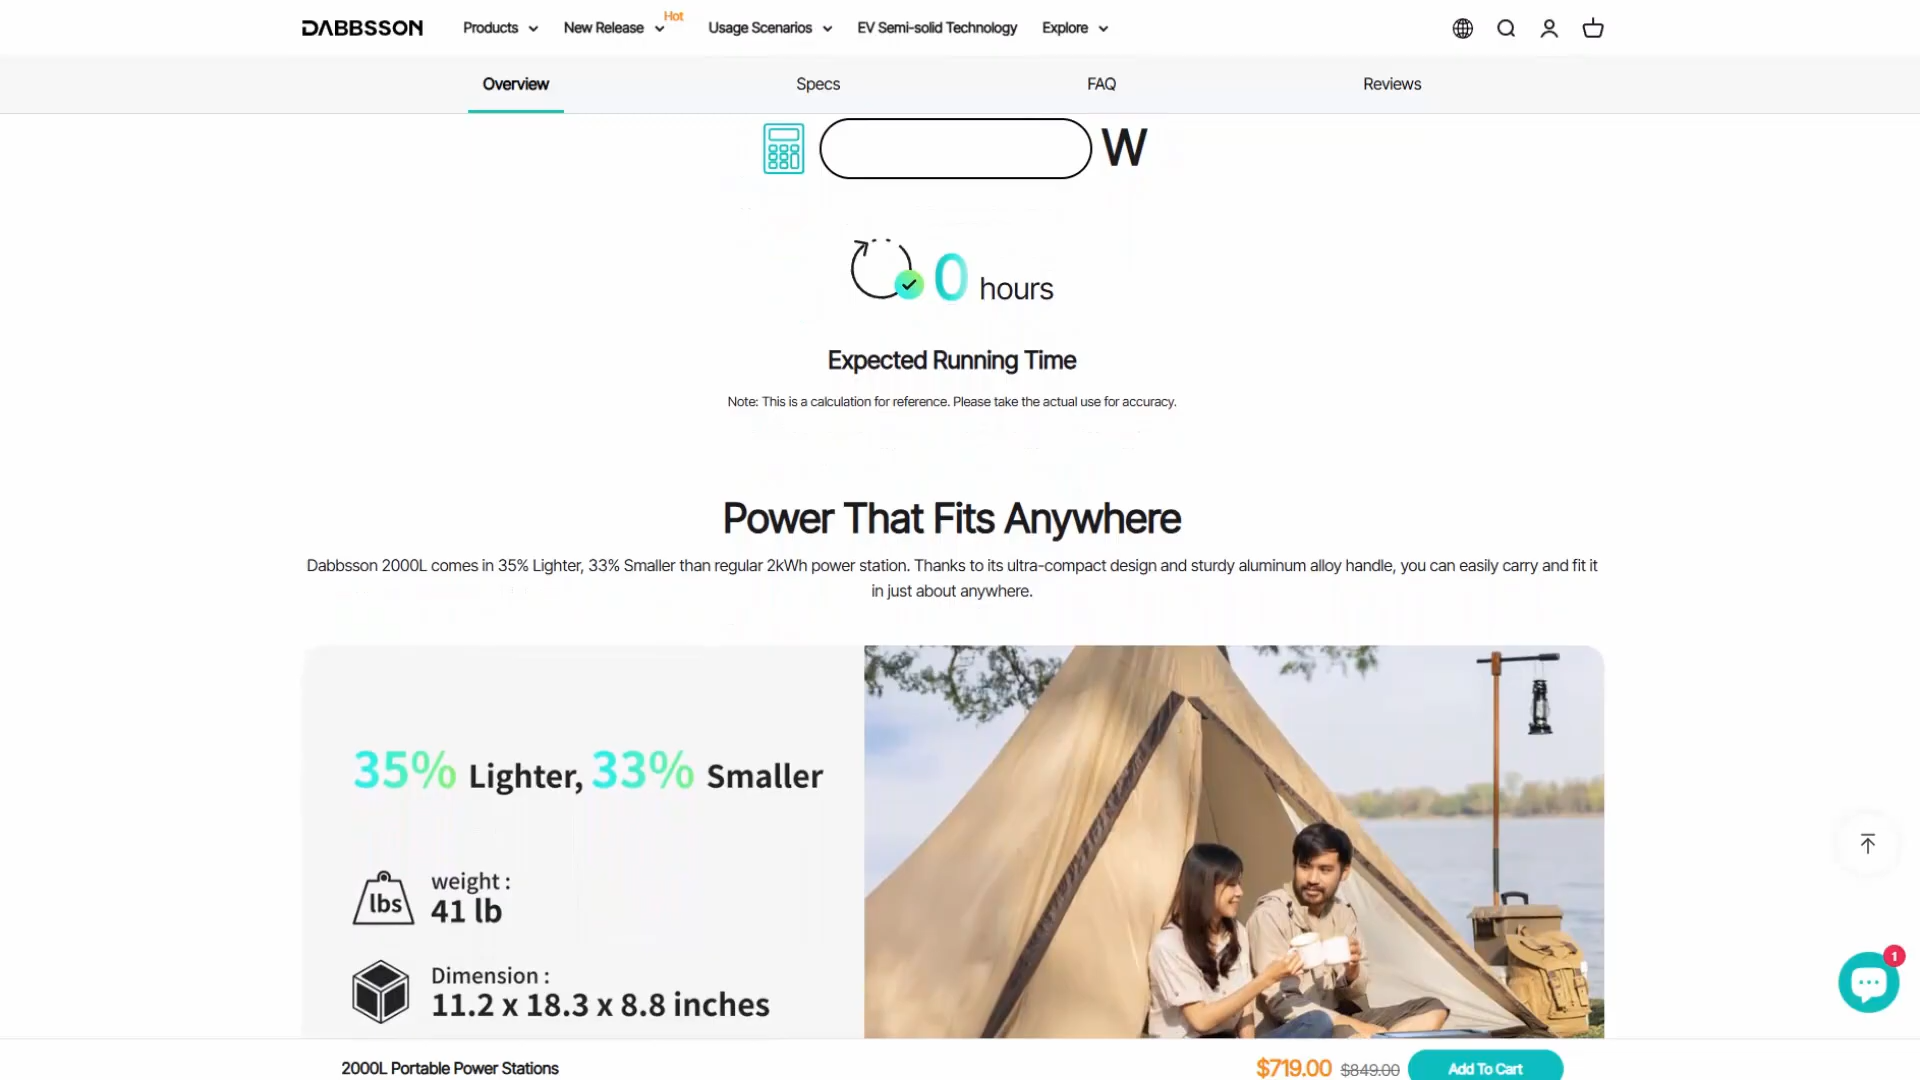 DABBSSON
Products
New Release
Hot
Usage Scenarios
EV Semi-solid Technology
Explore
Overview
Specs
FAQ
Reviews
W
0 hours
Expected Running Time
Note: This is a calculation for reference. Please take the actual use for accuracy.
Power That Fits Anywhere
Dabbsson 2000L comes in 35% Lighter, 33% Smaller than regular 2kWh power station. Thanks to its ultra-compact design and sturdy aluminum alloy handle, you can easily carry and fit it
in just about anywhere.
35% Lighter, 33% Smaller
lbs
weight :
41 lb
Dimension :
11.2 x 18.3 x 8.8 inches
1
2000L Portable Power Stations
$719.00 $849.00
Add To Cart